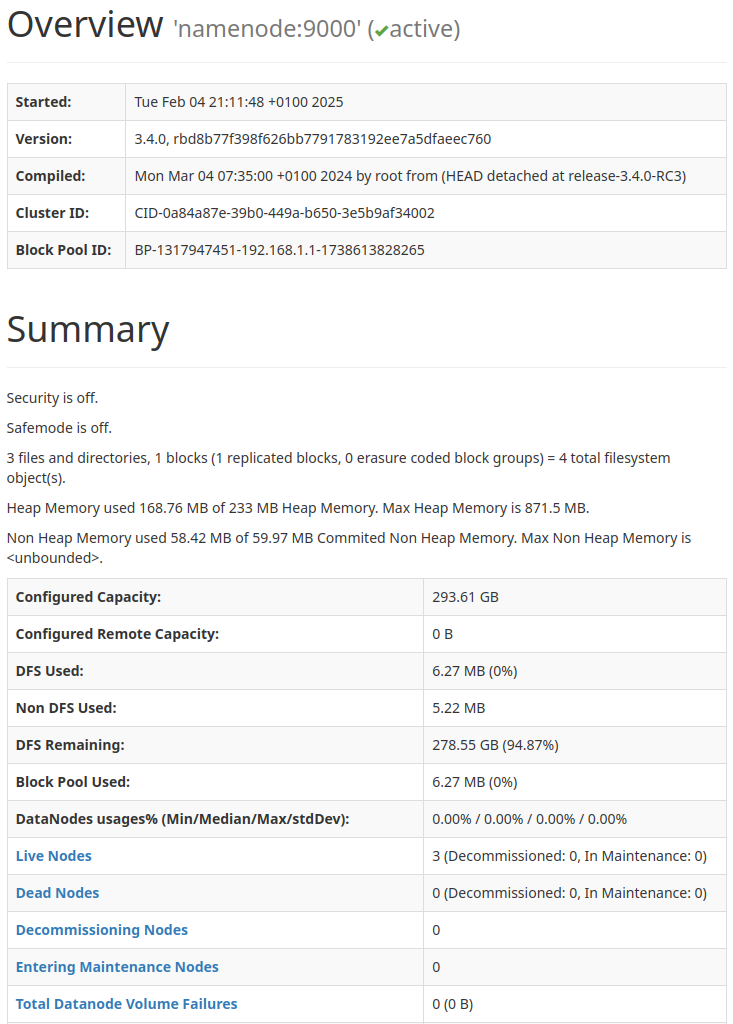 Overview 'namenode:9000' (✔active)
Started: Tue Feb 04 21:11:48 +0100 2025
Version: 3.4.0, rbd8b77f398f626bb7791783192ee7a5dfaeec760
Compiled: Mon Mar 04 07:35:00 +0100 2024 by root from (HEAD detached at release-3.4.0-RC3)
Cluster ID: CID-0a84a87e-39b0-449a-b650-3e5b9af34002
Block Pool ID: BP-1317947451-192.168.1.1-1738613828265
Summary
Security is off.
Safemode is off.
3 files and directories, 1 blocks (1 replicated blocks, 0 erasure coded block groups) = 4 total filesystem
object(s).
Heap Memory used 168.76 MB of 233 MB Heap Memory. Max Heap Memory is 871.5 MB.
Non Heap Memory used 58.42 MB of 59.97 MB Commited Non Heap Memory. Max Non Heap Memory is
<unbounded>.
Configured Capacity: 293.61 GB
Configured Remote Capacity: 0 B
DFS Used: 6.27 MB (0%)
Non DFS Used: 5.22 MB
DFS Remaining: 278.55 GB (94.87%)
Block Pool Used: 6.27 MB (0%)
DataNodes usages% (Min/Median/Max/stdDev): 0.00% / 0.00% / 0.00% / 0.00%
Live Nodes 3 (Decommissioned: 0, In Maintenance: 0)
Dead Nodes 0 (Decommissioned: 0, In Maintenance: 0)
Decommissioning Nodes 0
Entering Maintenance Nodes 0
Total Datanode Volume Failures 0 (0 B)